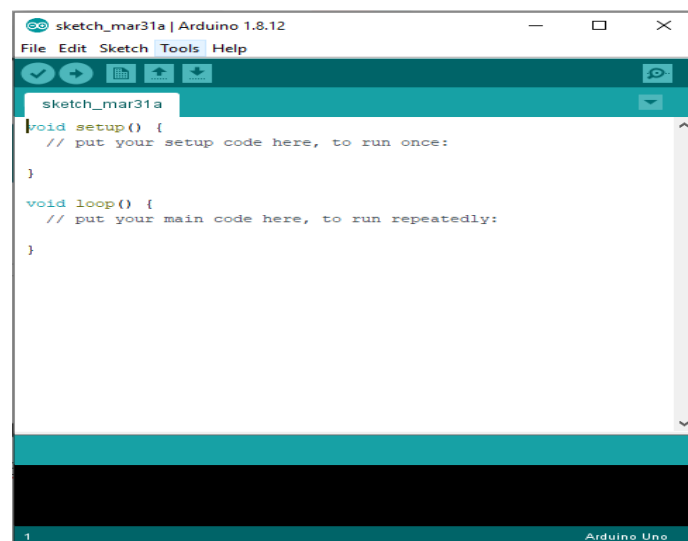 sketch_mar31a | Arduino 1.8.12
File Edit Sketch Tools Help
sketch_mar31a
void setup() {
  // put your setup code here, to run once:
}
void loop() {
  // put your main code here, to run repeatedly:
}
1 Arduino Uno